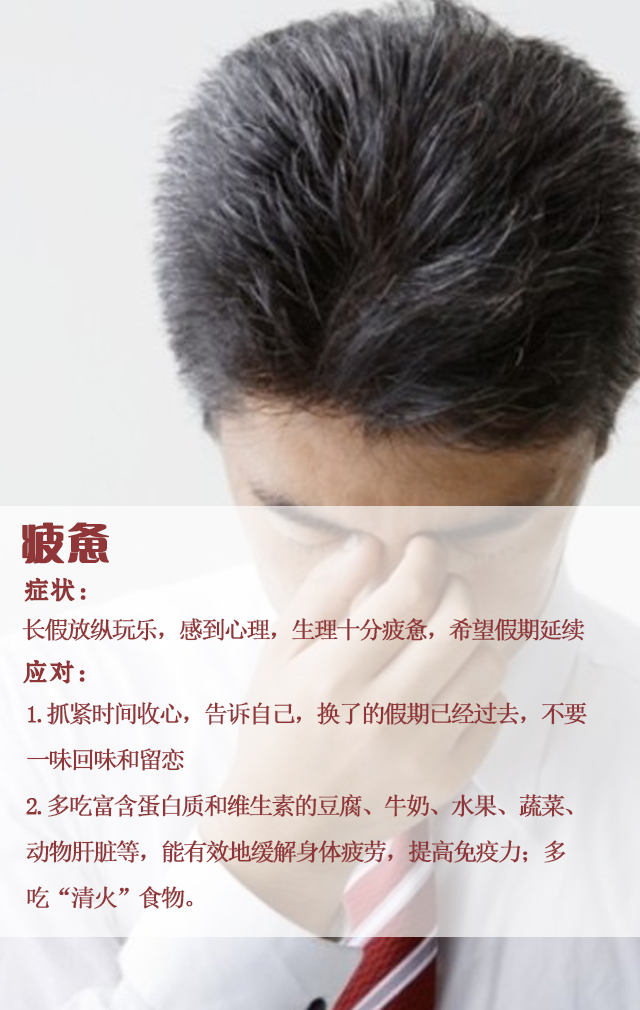 疲惫
症状：
长假放纵玩乐，感到心理，生理十分疲惫，希望假期延续
应对：
1. 抓紧时间收心，告诉自己，换了的假期已经过去，不要
一味回味和留恋
2. 多吃富含蛋白质和维生素的豆腐、牛奶、水果、蔬菜、
动物肝脏等，能有效地缓解身体疲劳，提高免疫力；多
吃“清火”食物。